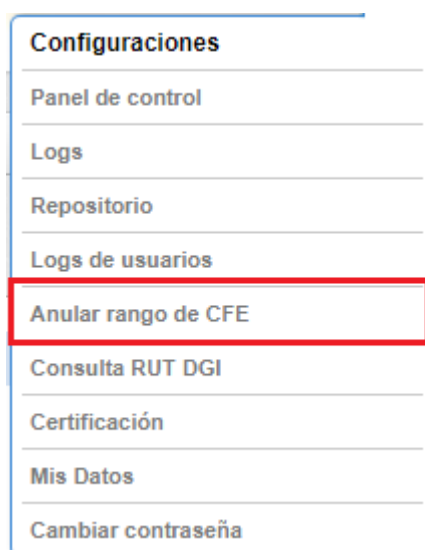 Configuraciones
Panel de control
Logs
Repositorio
Logs de usuarios
Anular rango de CFE
Consulta RUT DGI
Certificación
Mis Datos
Cambiar contraseña